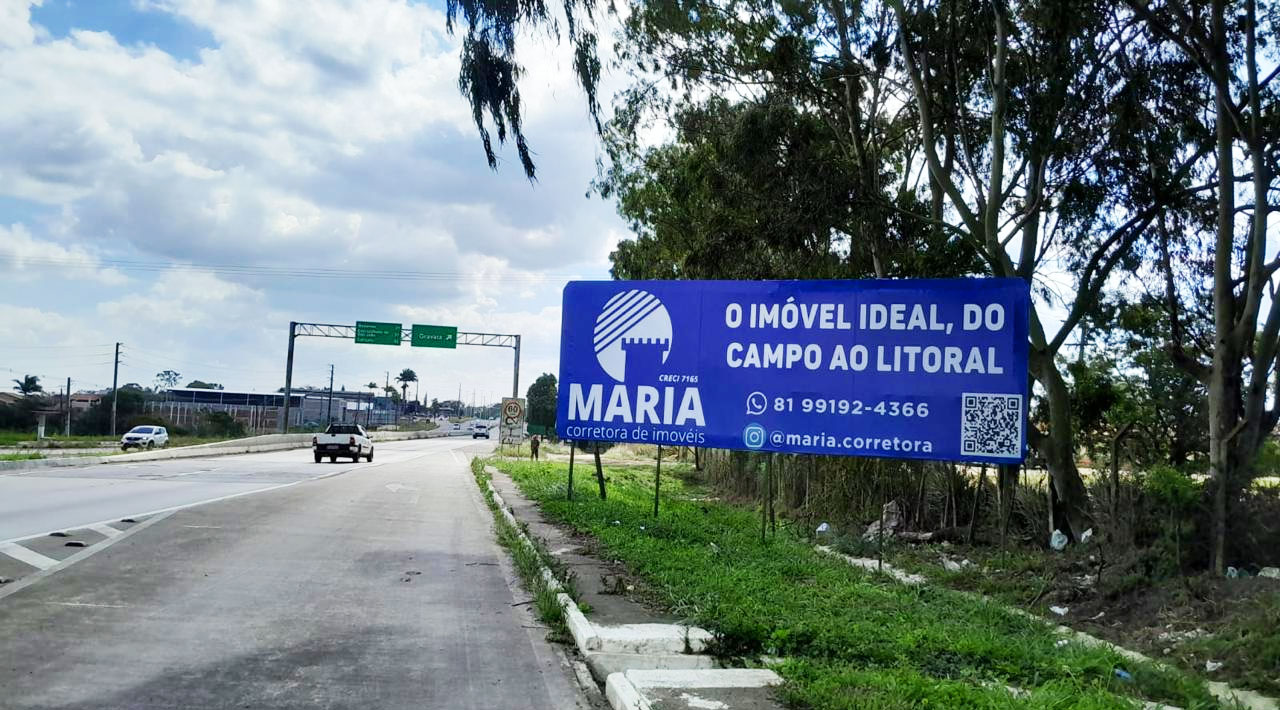 Gravatá
80
CRECI 7165
MARIA
corretora de imóveis
O IMÓVEL IDEAL, DO
CAMPO AO LITORAL
81 99192-4366
@maria.corretora